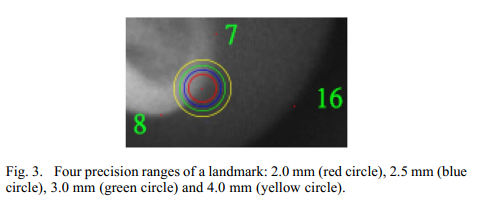 7
16
8
Fig. 3. Four precision ranges of a landmark: 2.0 mm (red circle), 2.5 mm (blue
circle), 3.0 mm (green circle) and 4.0 mm (yellow circle).